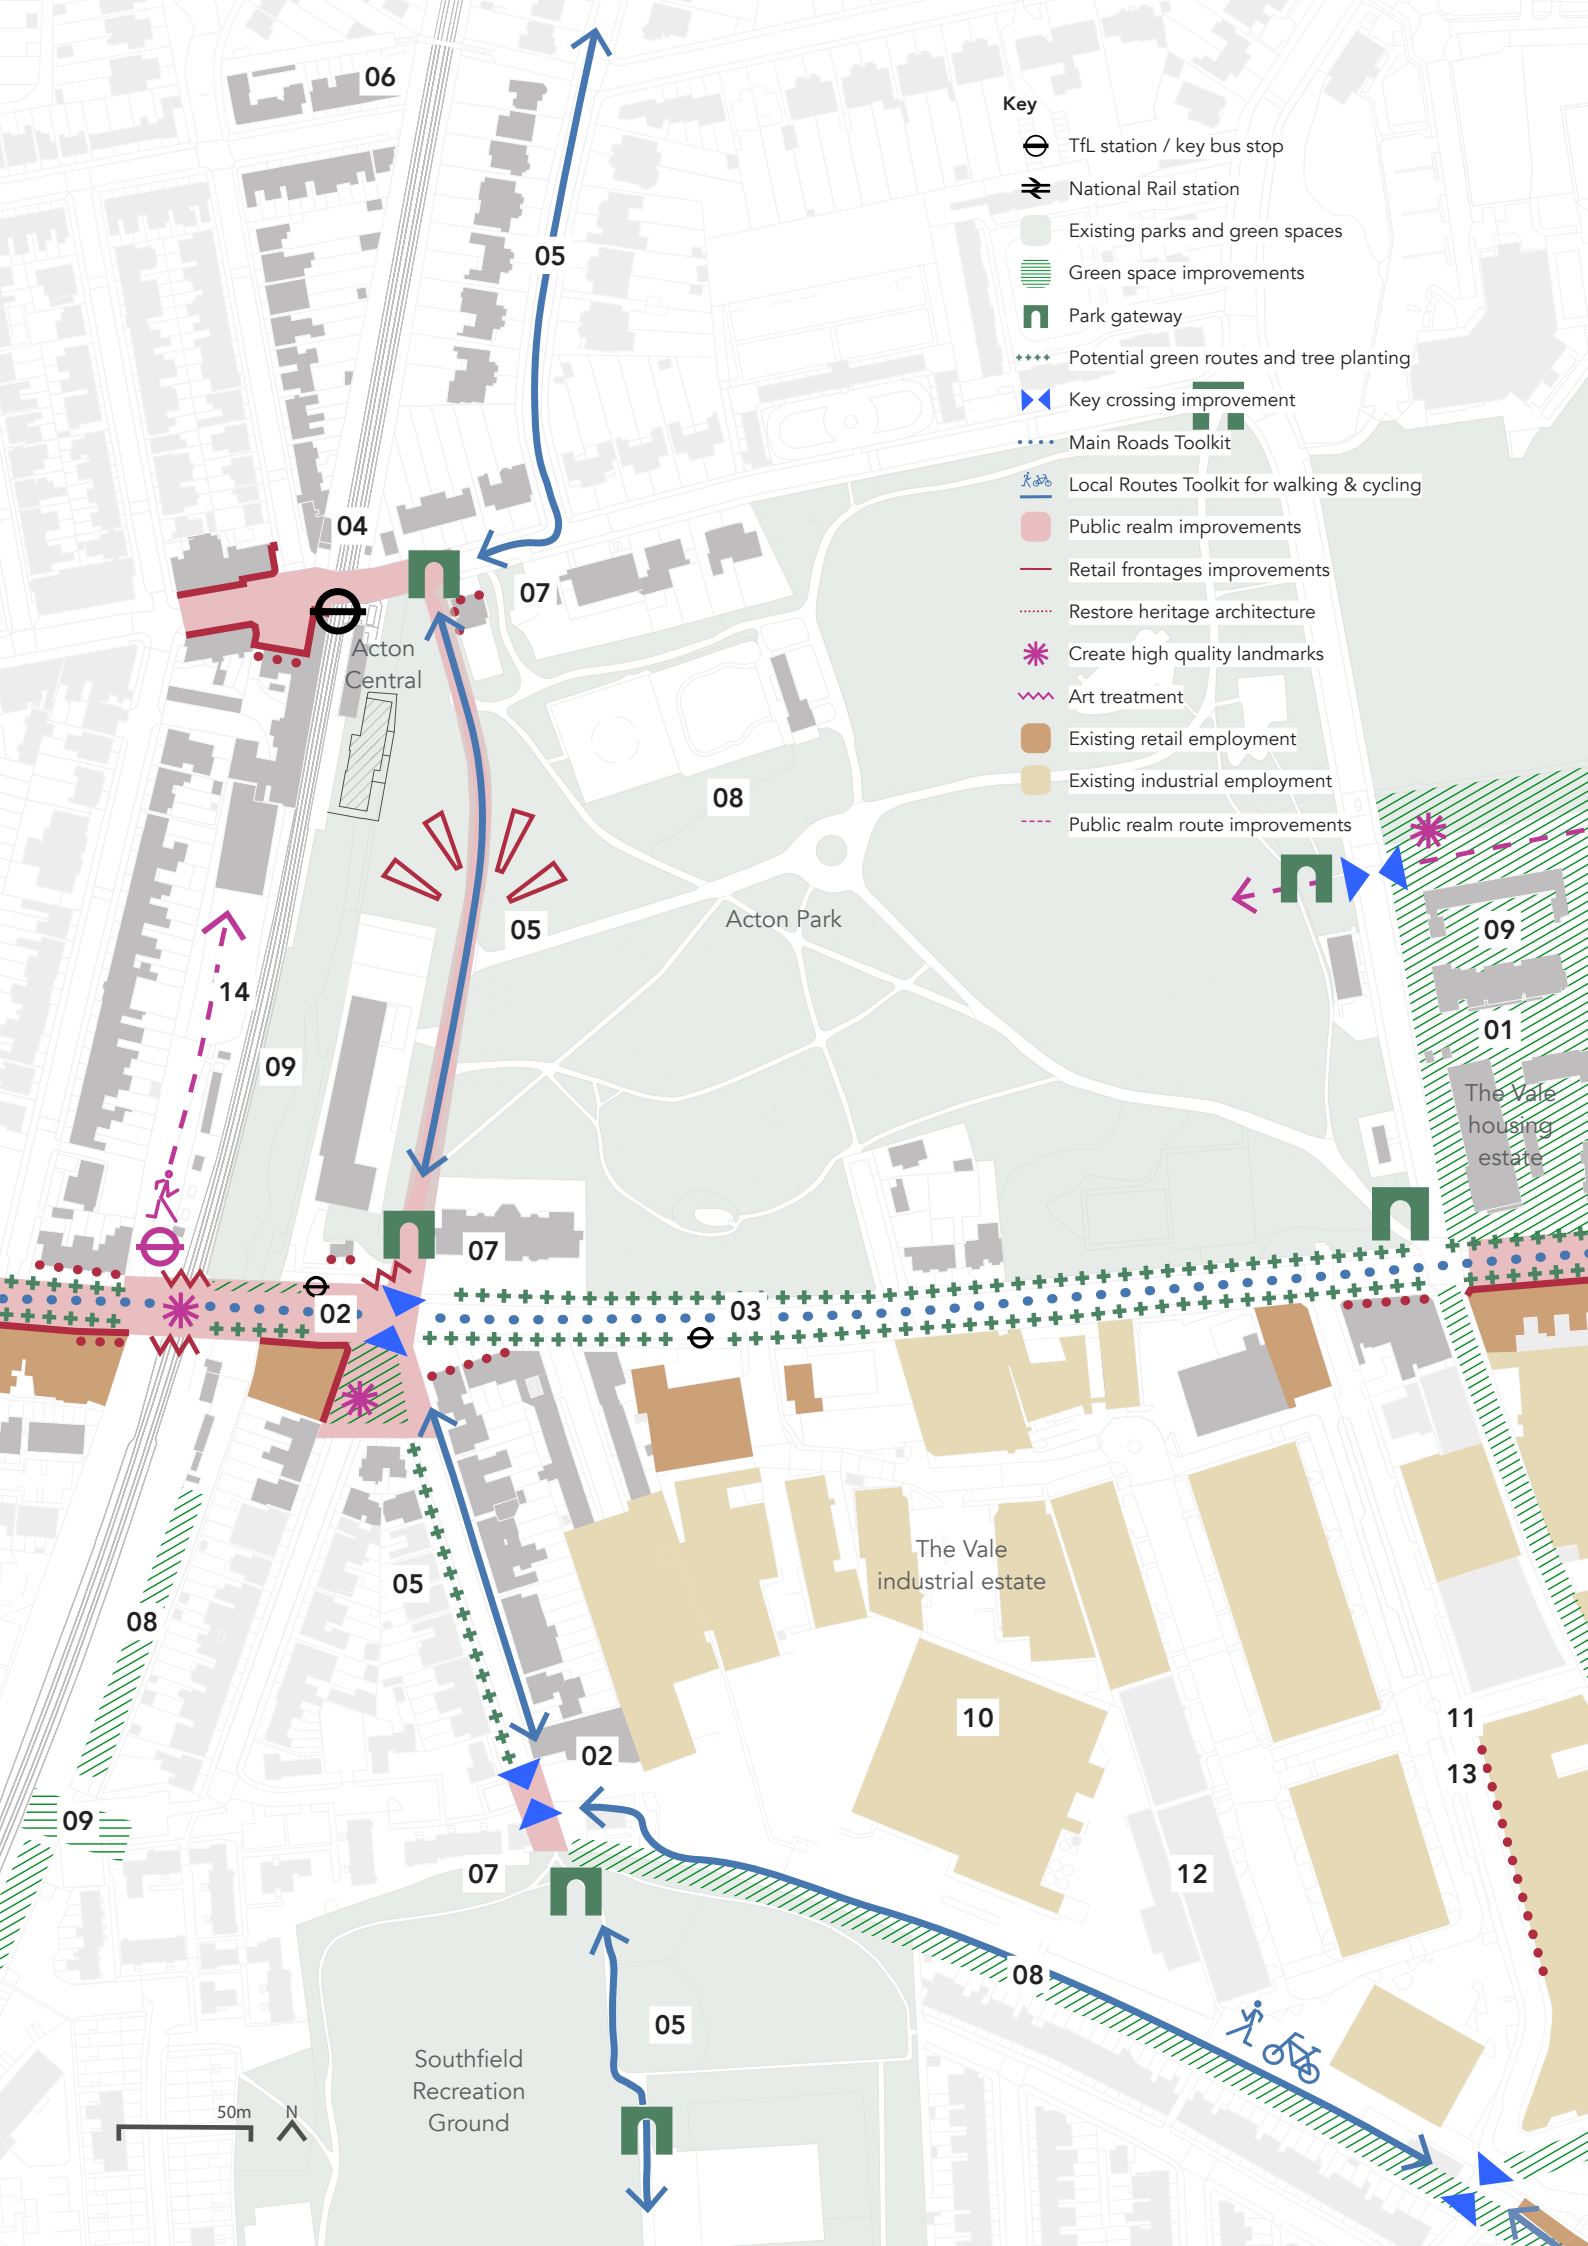 06
Key
TfL station / key bus stop
National Rail station
Existing parks and green spaces
05
Green space improvements
Park gateway
Potential green routes and tree planting
Key crossing improvement
Main Roads Toolkit
Local Routes Toolkit for walking & cycling
04
Public realm improvements
Retail frontages improvements
07
Restore heritage architecture
Acton
Central
Create high quality landmarks
Art treatment
Existing retail employment
Existing industrial employment
08
Public realm route improvements
Acton Park
05
09
14
01
09
The Vale
housing
estate
07
02
03
The Vale
industrial estate
05
08
10
11
02
13
09
07
12
08
05
Southfield
Recreation
Ground
50m
N